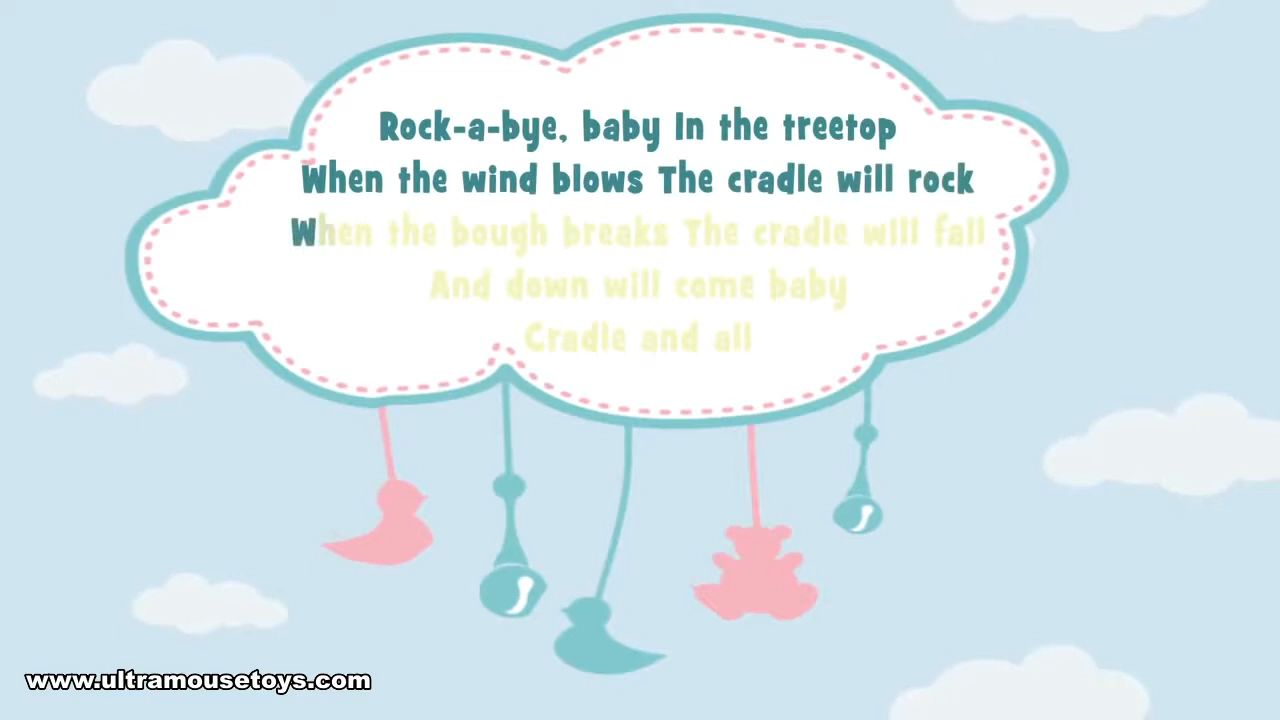 Rock-a-bye, baby In the treetop
When the wind blows The cradle will rock
When the bough breaks The cradle will fall
And down will come baby
Cradle and all
www.ultramousetoys.com